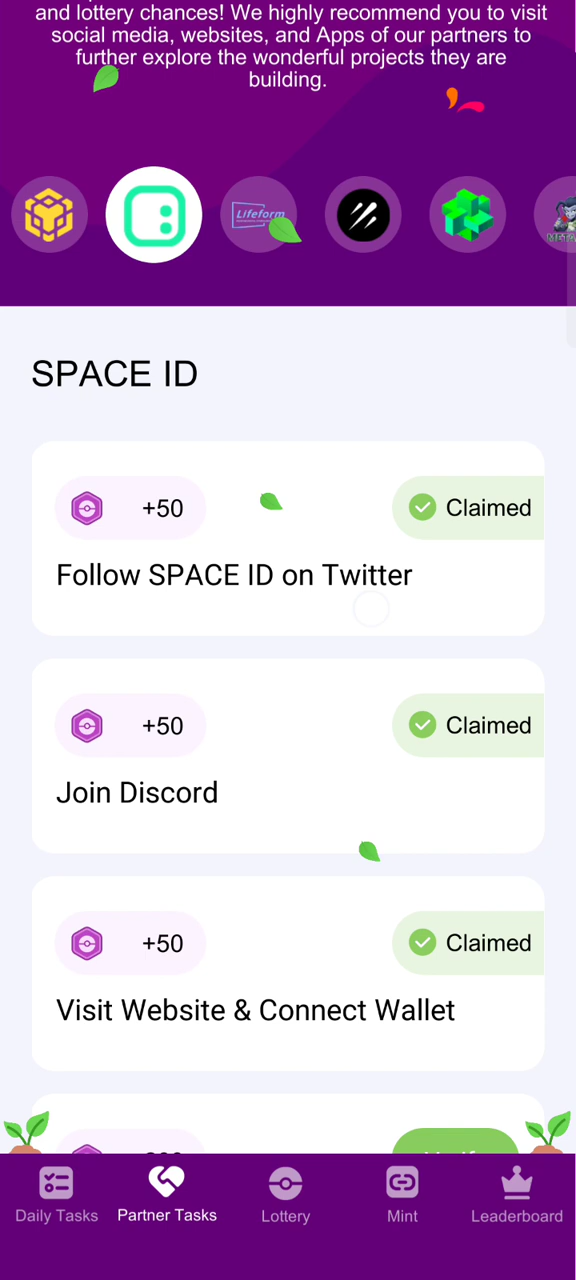 and lottery chances! We highly recommend you to visit
social media, websites, and Apps of our partners to
further explore the wonderful projects they are
building.
Lifeform
SPACE ID
+50
Claimed
Follow SPACE ID on Twitter
+50
Claimed
Join Discord
+50
Claimed
Visit Website & Connect Wallet
Daily Tasks
Partner Tasks
Lottery
Mint
Leaderboard